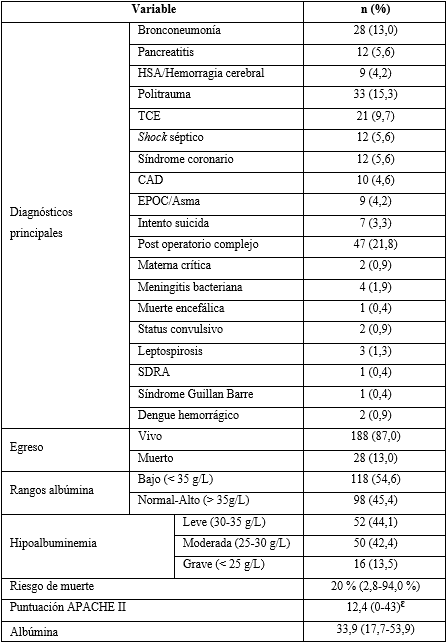 Variable n (%)
Diagnósticos principales
Bronconeumonía 28 (13,0)
Pancreatitis 12 (5,6)
HSA/Hemorragia cerebral 9 (4,2)
Politrauma 33 (15,3)
TCE 21 (9,7)
Shock séptico 12 (5,6)
Síndrome coronario 12 (5,6)
CAD 10 (4,6)
EPOC/Asma 9 (4,2)
Intento suicida 7 (3,3)
Post operatorio complejo 47 (21,8)
Materna crítica 2 (0,9)
Meningitis bacteriana 4 (1,9)
Muerte encefálica 1 (0,4)
Status convulsivo 2 (0,9)
Leptospirosis 3 (1,3)
SDRA 1 (0,4)
Síndrome Guillan Barre 1 (0,4)
Dengue hemorrágico 2 (0,9)
Egreso
Vivo 188 (87,0)
Muerto 28 (13,0)
Rangos albúmina
Bajo (< 35 g/L) 118 (54,6)
Normal-Alto (> 35g/L) 98 (45,4)
Hipoalbuminemia
Leve (30-35 g/L) 52 (44,1)
Moderada (25-30 g/L) 50 (42,4)
Grave (< 25 g/L) 16 (13,5)
Riesgo de muerte 20 % (2,8-94,0 %)
Puntuación APACHE II 12,4 (0-43)ᵋ
Albúmina 33,9 (17,7-53,9)